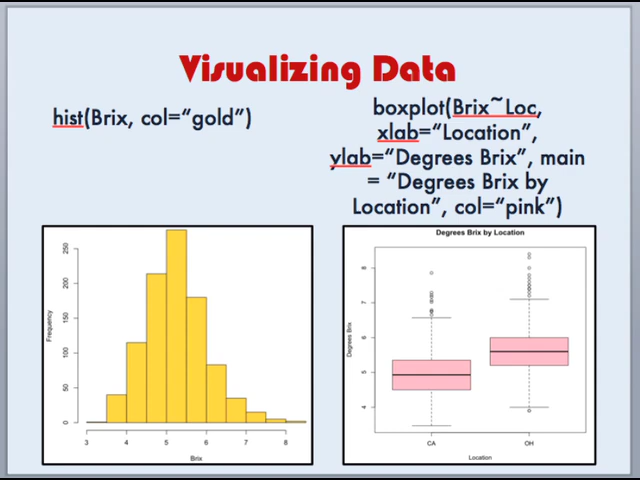 Visualizing Data
hist(Brix, col=“gold”)
boxplot(Brix~Loc,
xlab=“Location”,
ylab=“Degrees Brix”, main
= “Degrees Brix by
Location”, col=“pink”)
Frequency
250
200
150
100
50
0
3 4 5 6 7 8
Brix
Degrees Brix by Location
Degrees Brix
8
7
6
5
4
CA OH
Location